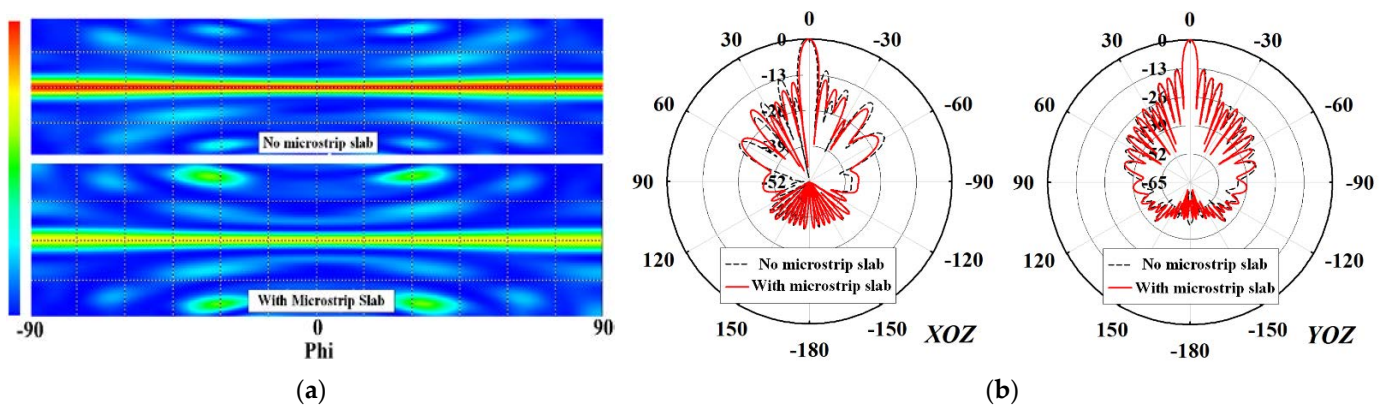 No microstrip slab
With Microstrip Slab
-90 0 90
Phi
(a)
0
30 0 -30
-13
60 -26 -60
-39
90 -52 -90
120 -120
No microstrip slab
With microstrip slab
150 -150
-180
XOZ
0
30 0 -30
-13
60 -26 -60
-39
-52
90 -65 -90
120 -120
No microstrip slab
With microstrip slab
150 -150
-180
YOZ
(b)